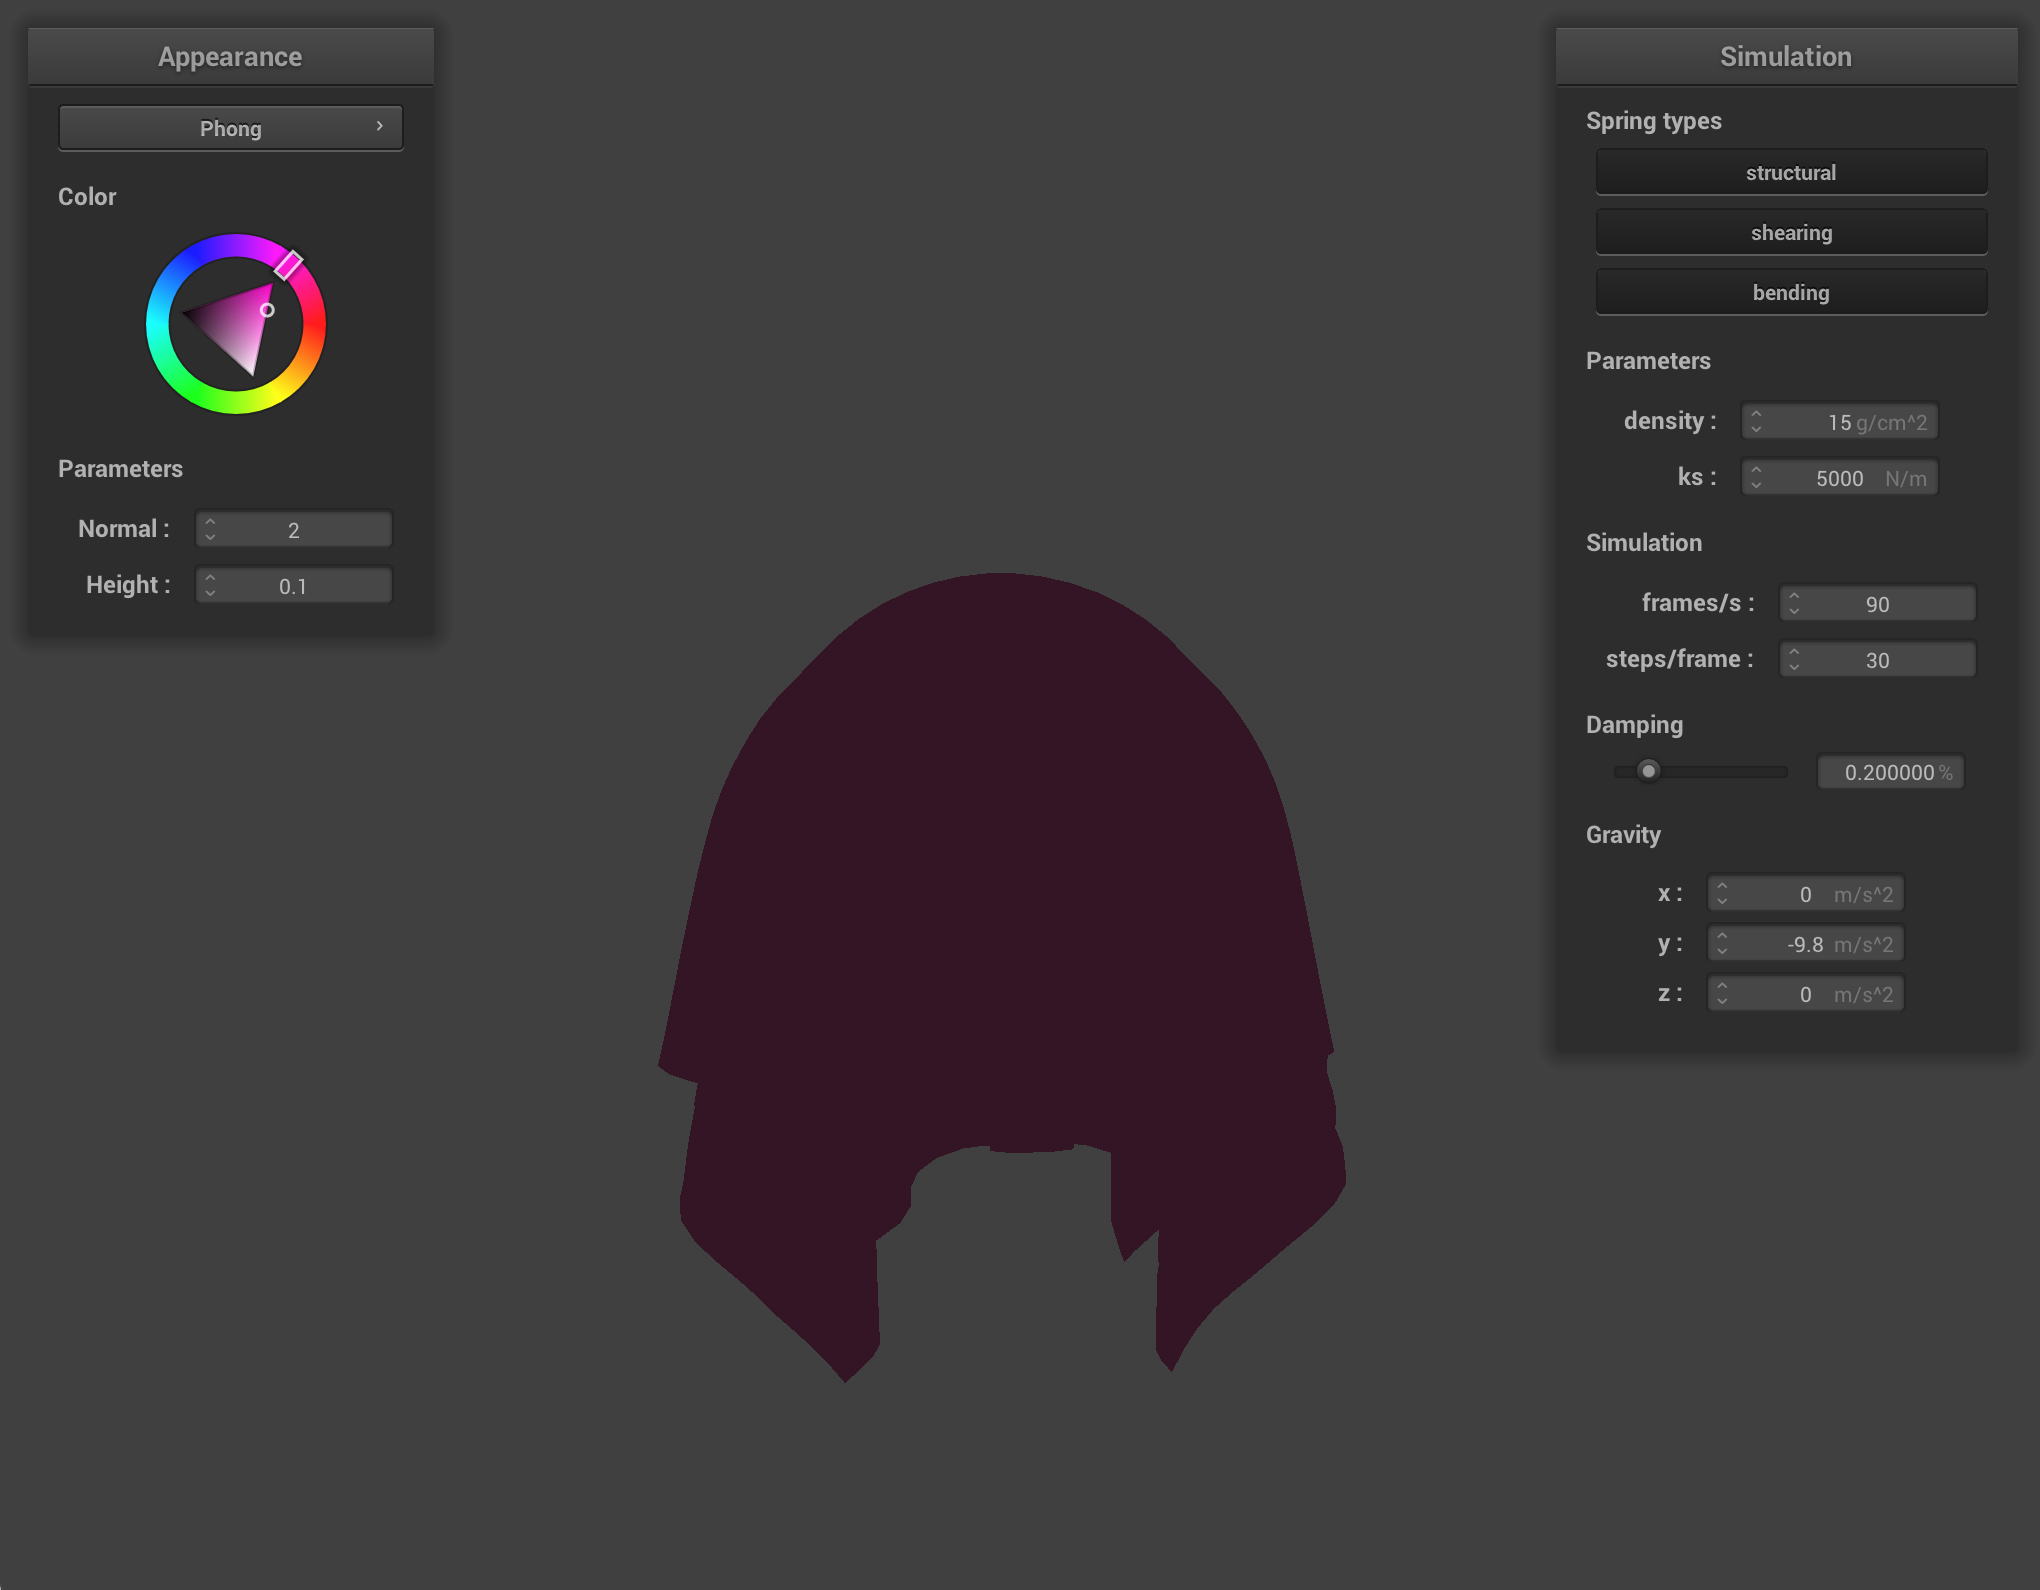 Appearance
Phong
Color
Parameters
Normal : 2
Height : 0.1
Simulation
Spring types
structural
shearing
bending
Parameters
density : 15 g/cm^2
ks : 5000 N/m
Simulation
frames/s : 90
steps/frame : 30
Damping
0.200000 %
Gravity
x : 0 m/s^2
y : -9.8 m/s^2
z : 0 m/s^2